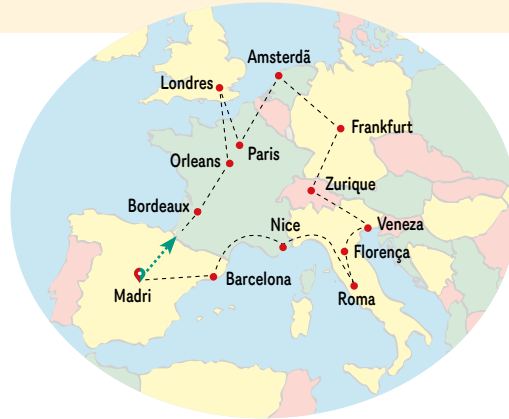 Amsterdã
Londres
Frankfurt
Paris
Orleans
Zurique
Bordeaux
Nice
Veneza
Florença
Barcelona
Madri
Roma